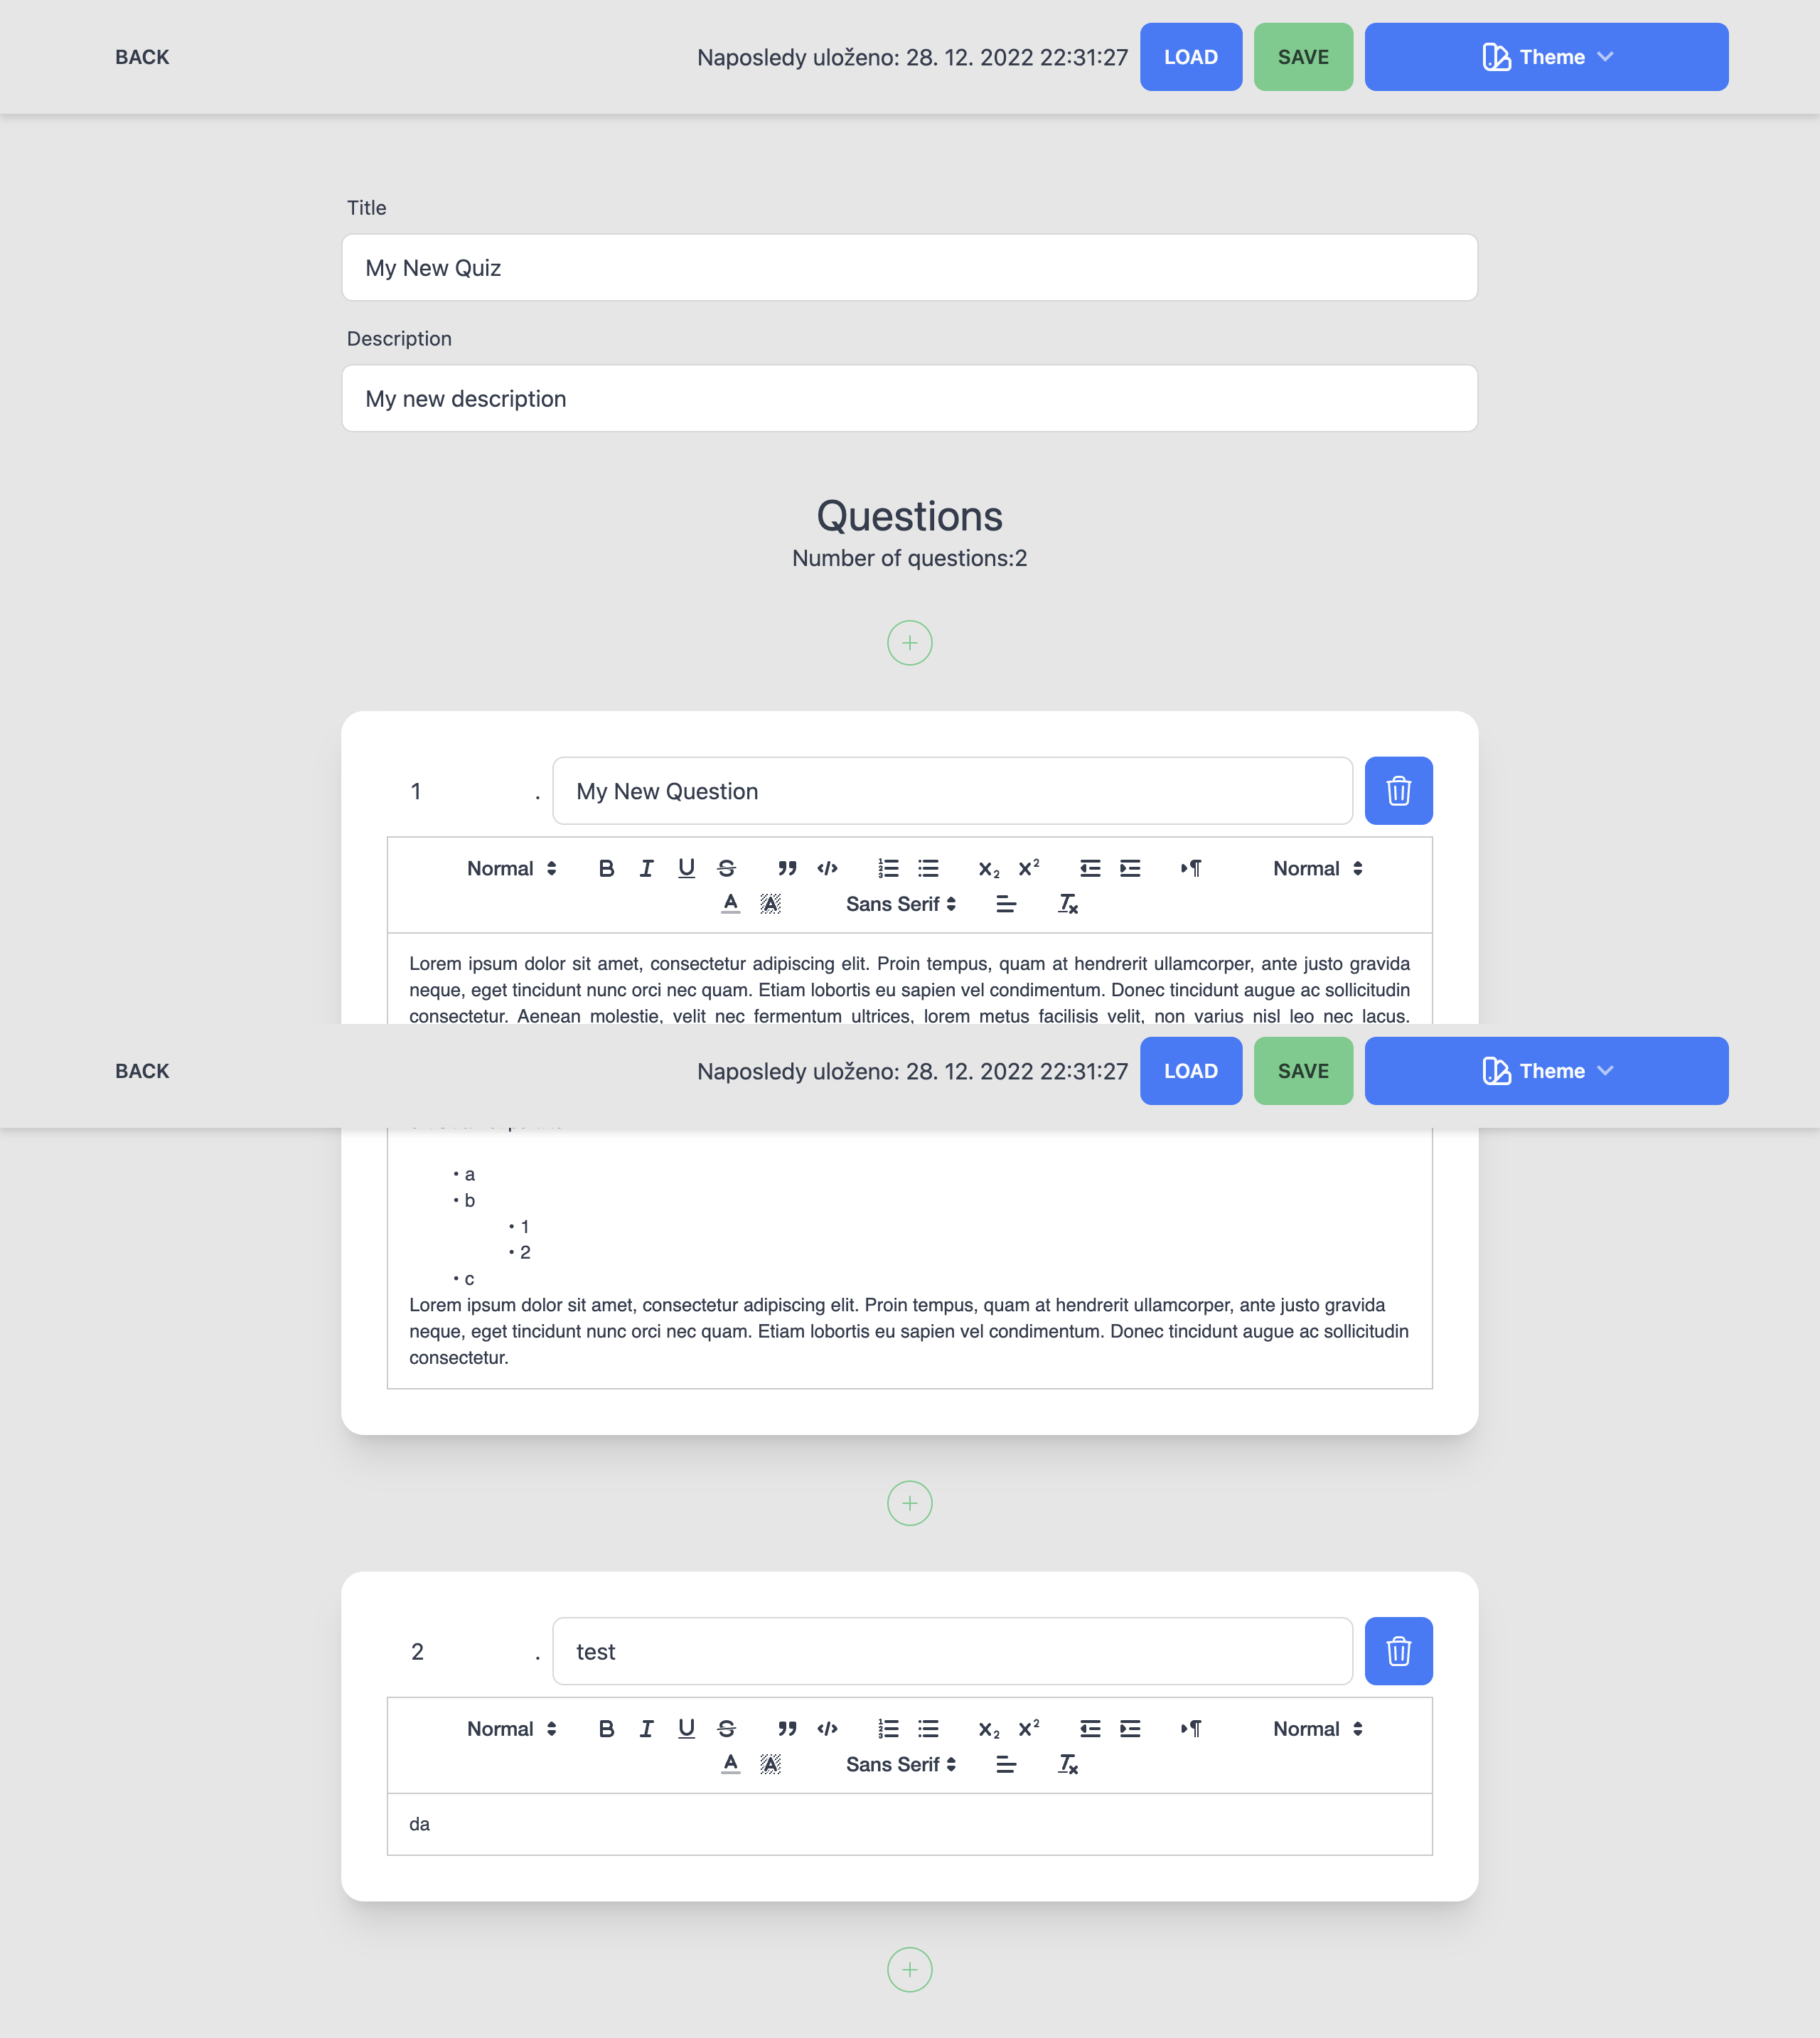 BACK
Naposledy uloženo: 28. 12. 2022 22:31:27
LOAD
SAVE
Theme
Title
My New Quiz
Description
My new description
Questions
Number of questions:2
1 . My New Question
Normal B I U S x₂ x² Normal
A A Sans Serif Tx
Lorem ipsum dolor sit amet, consectetur adipiscing elit. Proin tempus, quam at hendrerit ullamcorper, ante justo gravida
neque, eget tincidunt nunc orci nec quam. Etiam lobortis eu sapien vel condimentum. Donec tincidunt augue ac sollicitudin
consectetur. Aenean molestie, velit nec fermentum ultrices, lorem metus facilisis velit, non varius nisl leo nec lacus.
BACK
Naposledy uloženo: 28. 12. 2022 22:31:27
LOAD
SAVE
Theme
• a
• b
• 1
• 2
• c
Lorem ipsum dolor sit amet, consectetur adipiscing elit. Proin tempus, quam at hendrerit ullamcorper, ante justo gravida
neque, eget tincidunt nunc orci nec quam. Etiam lobortis eu sapien vel condimentum. Donec tincidunt augue ac sollicitudin
consectetur.
2 . test
Normal B I U S x₂ x² Normal
A A Sans Serif Tx
da